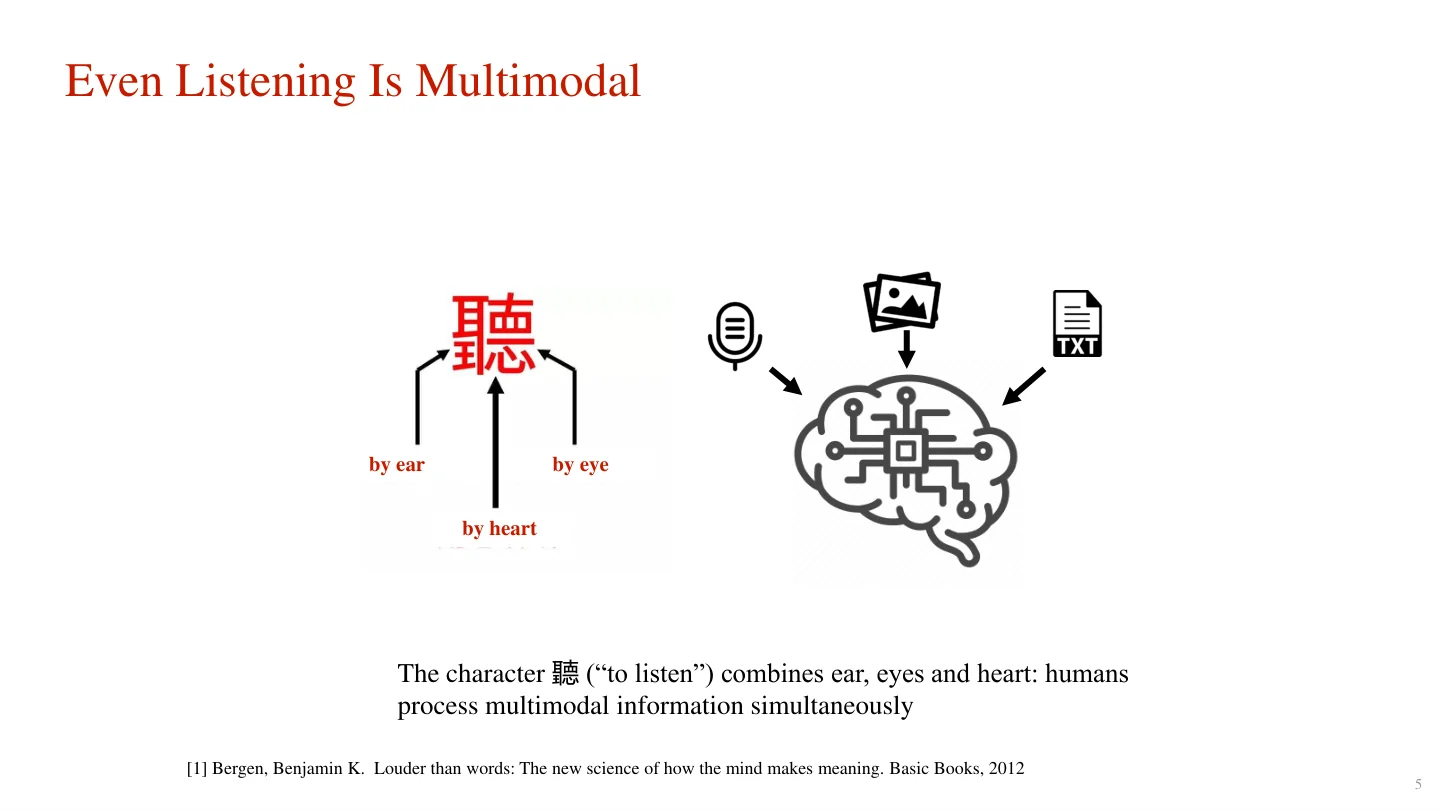 Even Listening Is Multimodal
聽
TXT
by ear
by eye
by heart
The character 聽 (“to listen”) combines ear, eyes and heart: humans
process multimodal information simultaneously
[1] Bergen, Benjamin K. Louder than words: The new science of how the mind makes meaning. Basic Books, 2012
5